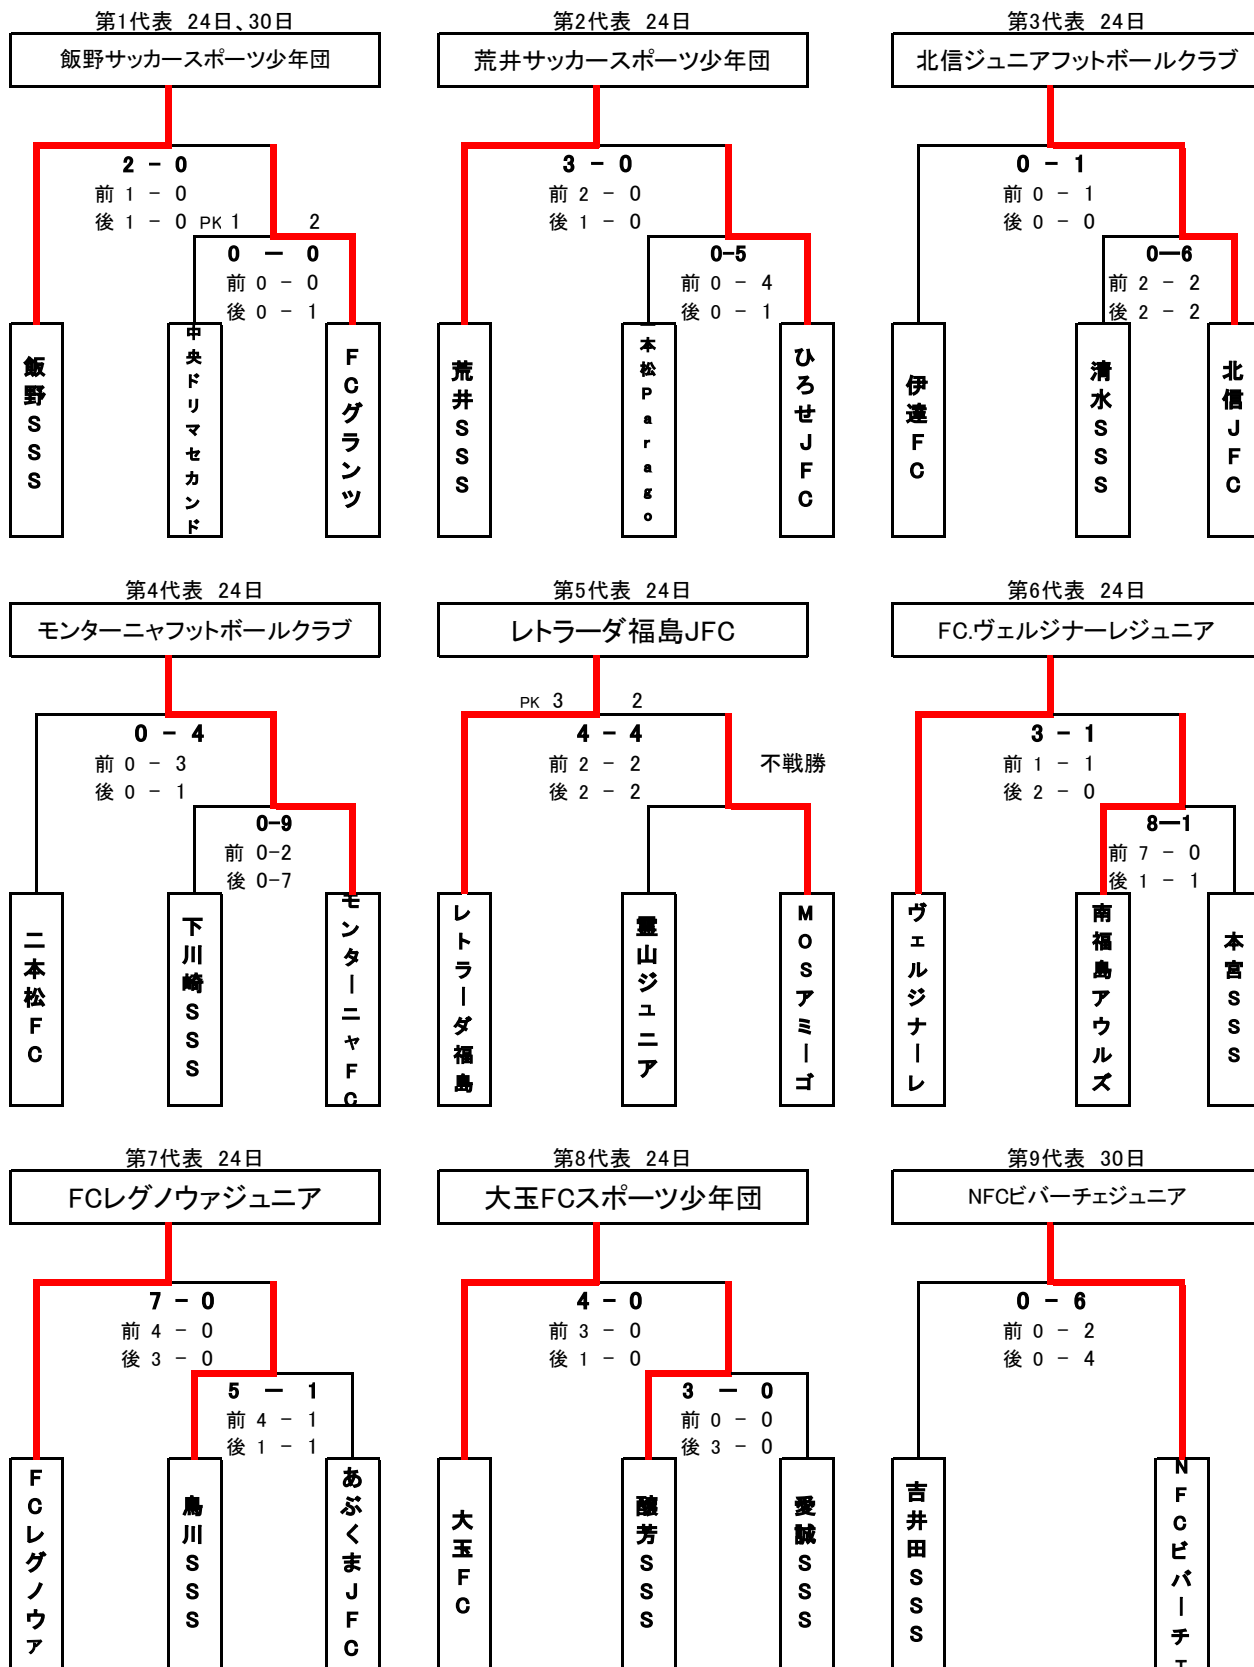 第1代表 24日、30日
飯野サッカースポーツ少年団
2 - 0
前 1 - 0
後 1 - 0
PK 1 2
0 － 0
前 0 - 0
後 0 - 1
飯野SSS
中央ドリマセカンド
FCグランツ
第2代表 24日
荒井サッカースポーツ少年団
3 - 0
前 2 - 0
後 1 - 0
0-5
前 0 - 4
後 0 - 1
荒井SSS
本松Parago
ひろせJFC
第3代表 24日
北信ジュニアフットボールクラブ
0 - 1
前 0 - 1
後 0 - 0
0―6
前 2 - 2
後 2 - 2
伊達FC
清水SSS
北信JFC
第4代表 24日
モンターニャフットボールクラブ
0 - 4
前 0 - 3
後 0 - 1
0-9
前 0-2
後 0-7
二本松FC
下川崎SSS
モンターニャFC
第5代表 24日
レトラーダ福島JFC
PK 3 2
4 - 4
前 2 - 2
後 2 - 2
不戦勝
レトラーダ福島
霊山ジュニア
MOSアミーゴ
第6代表 24日
FC.ヴェルジナーレジュニア
3 - 1
前 1 - 1
後 2 - 0
8―1
前 7 - 0
後 1 - 1
ヴェルジナーレ
南福島アウルズ
本宮SSS
第7代表 24日
FCレグノウァジュニア
7 - 0
前 4 - 0
後 3 - 0
5 － 1
前 4 - 1
後 1 - 1
FCレグノウァ
鳥川SSS
あぶくまJFC
第8代表 24日
大玉FCスポーツ少年団
4 - 0
前 3 - 0
後 1 - 0
3 － 0
前 0 - 0
後 3 - 0
大玉FC
醸芳SSS
愛誠SSS
第9代表 30日
NFCビバーチェジュニア
0 - 6
前 0 - 2
後 0 - 4
吉井田SSS
NFCビバーチェ